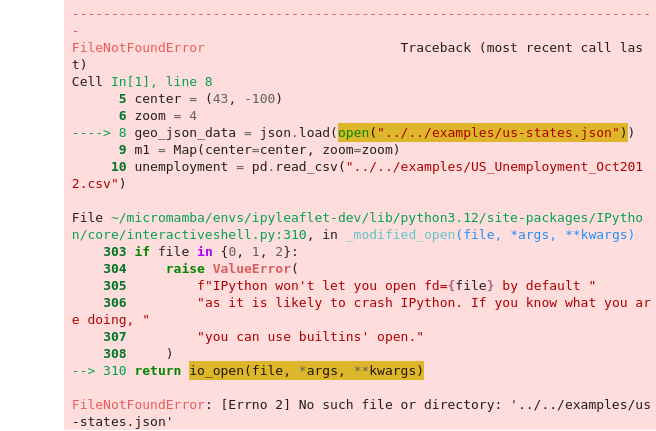 --------------------------------------------------------------------------
-
FileNotFoundError                         Traceback (most recent call las
t)
Cell In[1], line 8
      5 center = (43, -100)
      6 zoom = 4
----> 8 geo_json_data = json.load(open("../../examples/us-states.json"))
      9 m1 = Map(center=center, zoom=zoom)
     10 unemployment = pd.read_csv("../../examples/US_Unemployment_Oct201
2.csv")

File ~/micromamba/envs/ipyleaflet-dev/lib/python3.12/site-packages/IPytho
n/core/interactiveshell.py:310, in _modified_open(file, *args, **kwargs)
    303 if file in {0, 1, 2}:
    304     raise ValueError(
    305         f"IPython won't let you open fd={file} by default "
    306         "as it is likely to crash IPython. If you know what you ar
e doing, "
    307         "you can use builtins' open."
    308     )
--> 310 return io_open(file, *args, **kwargs)

FileNotFoundError: [Errno 2] No such file or directory: '../../examples/us
-states.json'